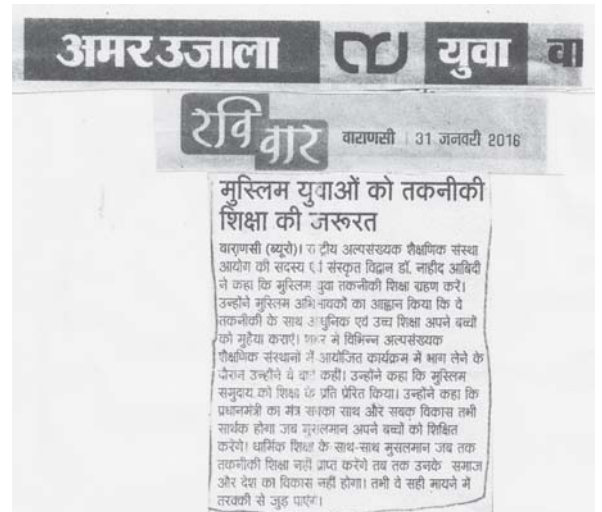 अमर उजाला युवा वा
रविवार
वाराणसी | 31 जनवरी 2016
मुस्लिम युवाओं को तकनीकी
शिक्षा की जरूरत
वाराणसी (ब्यूरो)। राष्ट्रीय अल्पसंख्यक शैक्षणिक संस्था
आयोग की सदस्य एवं संस्कृत विद्वान डॉ. नाहीद आबिदी
ने कहा कि मुस्लिम युवा तकनीकी शिक्षा ग्रहण करें।
उन्होंने मुस्लिम अभिभावकों का आह्वान किया कि वे
तकनीकी के साथ आधुनिक एवं उच्च शिक्षा अपने बच्चों
को मुहैया कराएं। शहर में विभिन्न अल्पसंख्यक
शैक्षणिक संस्थानों में आयोजित कार्यक्रम में भाग लेने के
दौरान उन्होंने ये बातें कहीं। उन्होंने कहा कि मुस्लिम
समुदाय को शिक्षा के प्रति प्रेरित किया। उन्होंने कहा कि
प्रधानमंत्री का मंत्र सबका साथ और सबक विकास तभी
सार्थक होगा जब मुसलमान अपने बच्चों को शिक्षित
करेंगे। धार्मिक शिक्षा के साथ-साथ मुसलमान जब तक
तकनीकी शिक्षा नहीं प्राप्त करेंगे तब तक उनके समाज
और देश का विकास नहीं होगा। तभी वे सही मायने में
तरक्की से जुड़ पाएंगे।